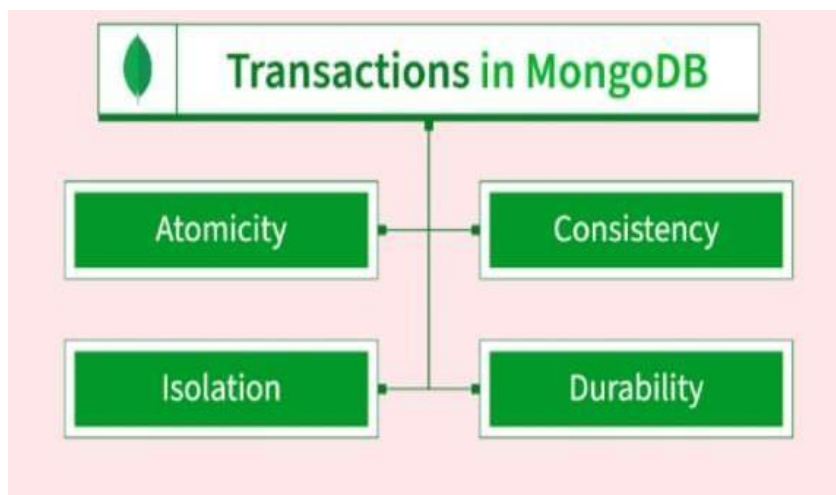 Transactions in MongoDB
Atomicity
Consistency
Isolation
Durability